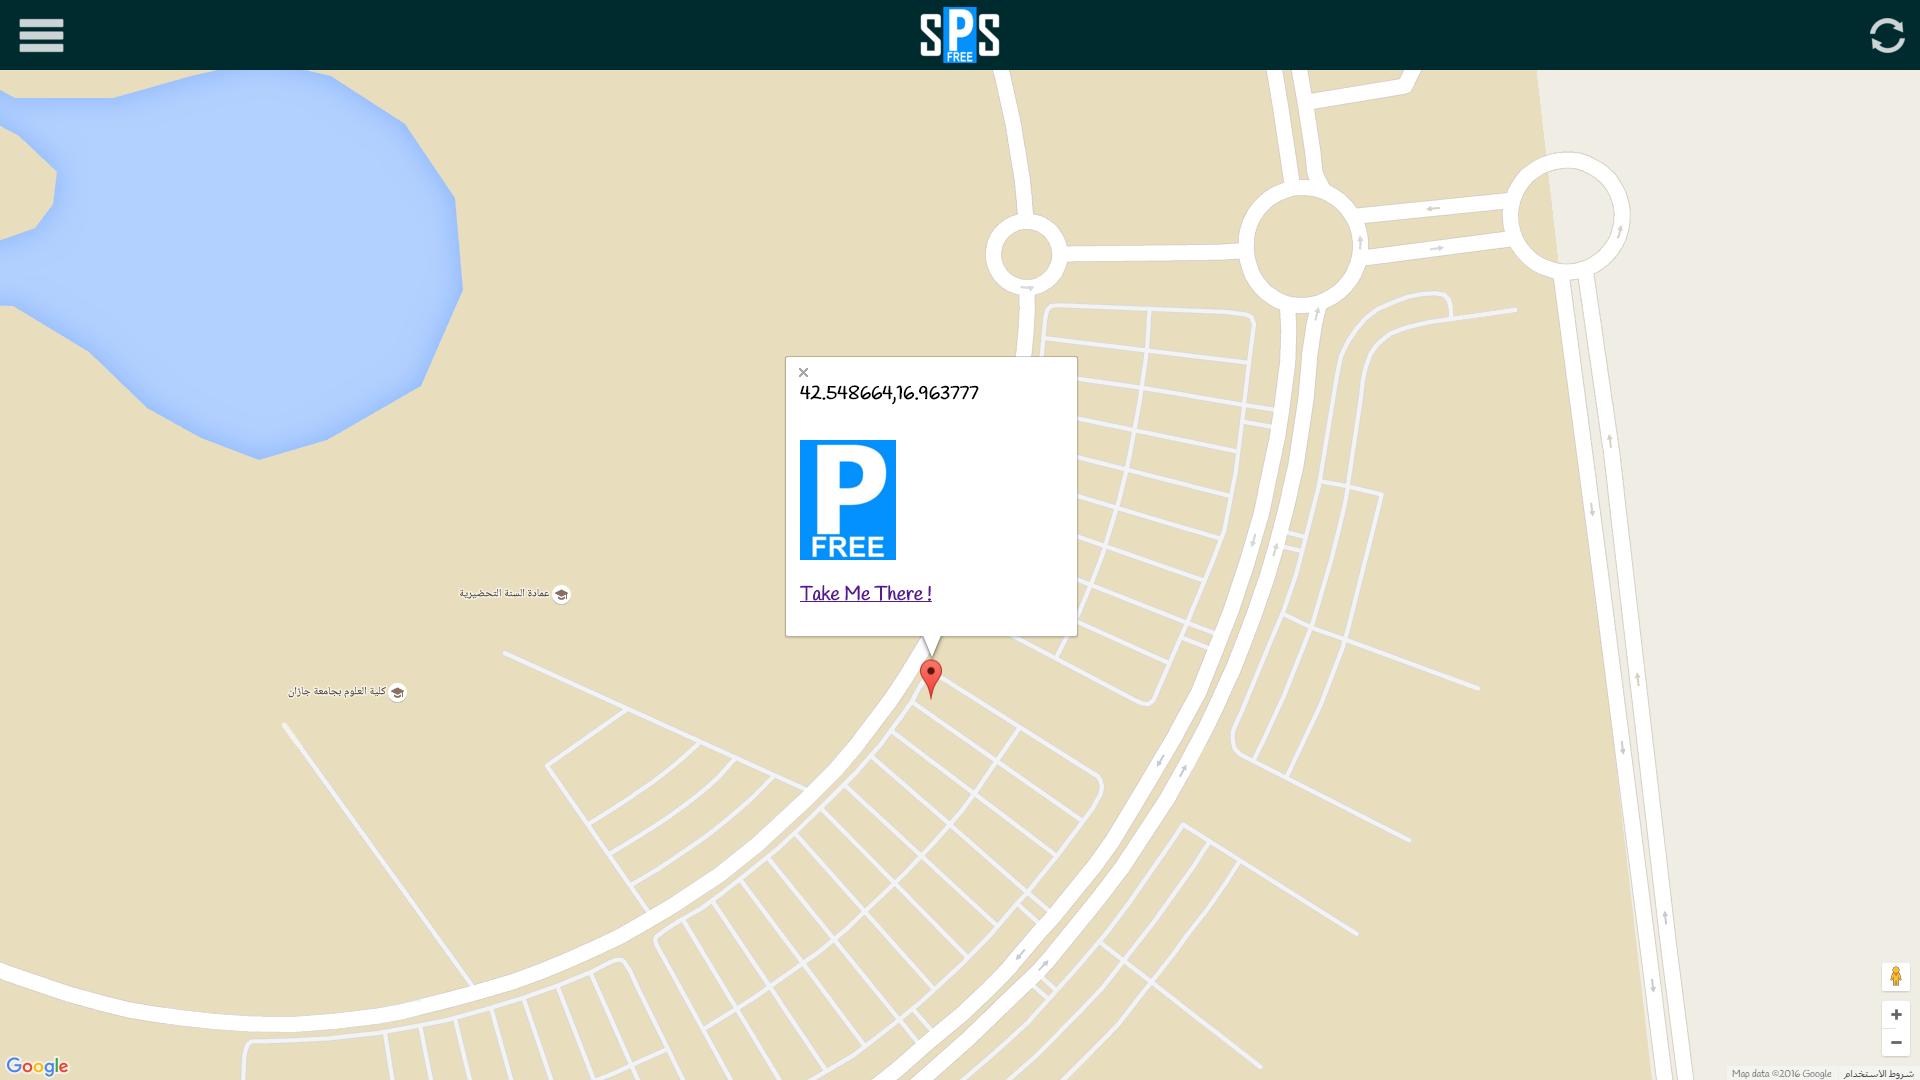 SPS
FREE
42.548664,16.963777
P
FREE
Take Me There !
عمادة السنة التحضيرية
كلية العلوم بجامعة جازان
Google
Map data ©2016 Google
شروط الاستخدام